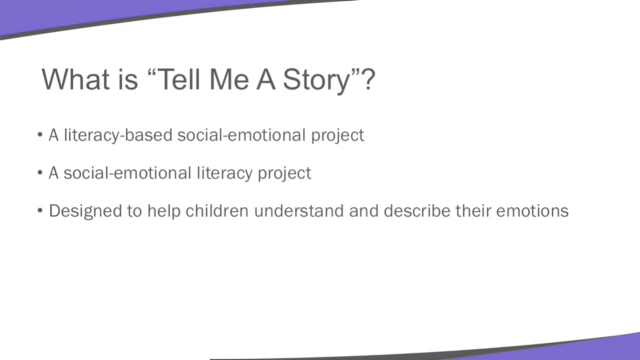 What is “Tell Me A Story”?
• A literacy-based social-emotional project
• A social-emotional literacy project
• Designed to help children understand and describe their emotions